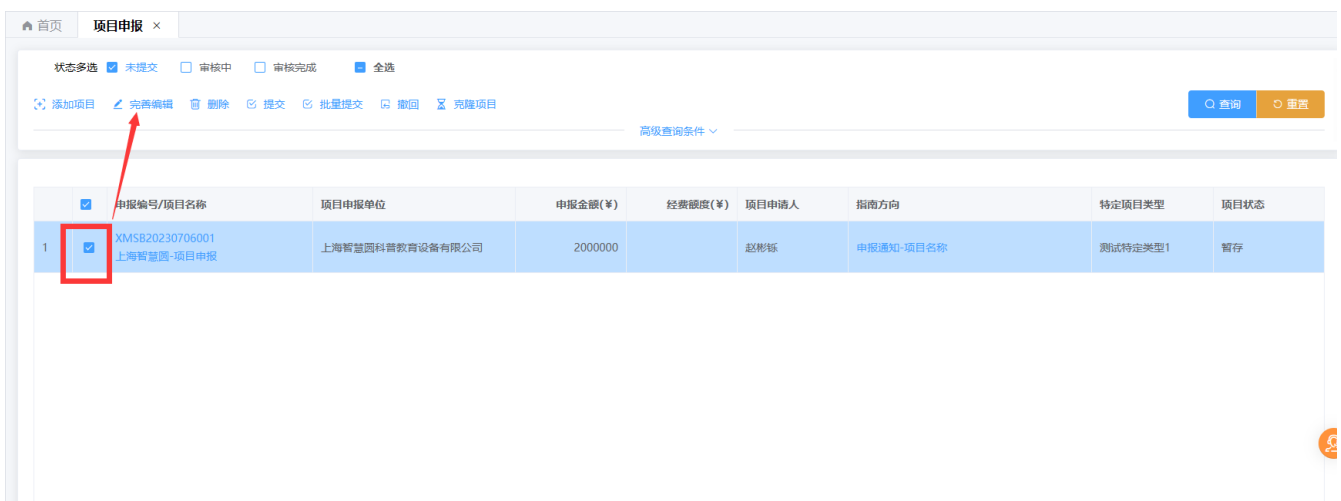 首页 项目申报 ×
状态多选 未提交 审核中 审核完成 全选
添加项目 完善编辑 删除 提交 批量提交 撤回 克隆项目 查询 重置
高级查询条件
申报编号/项目名称 项目申报单位 申报金额(¥) 经费额度(¥) 项目申请人 指南方向 特定项目类型 项目状态
1 XMSB20230706001 上海智慧圆科普教育设备有限公司 2000000 赵彬铄 申报通知-项目名称 测试特定类型1 暂存
上海智慧圆-项目申报